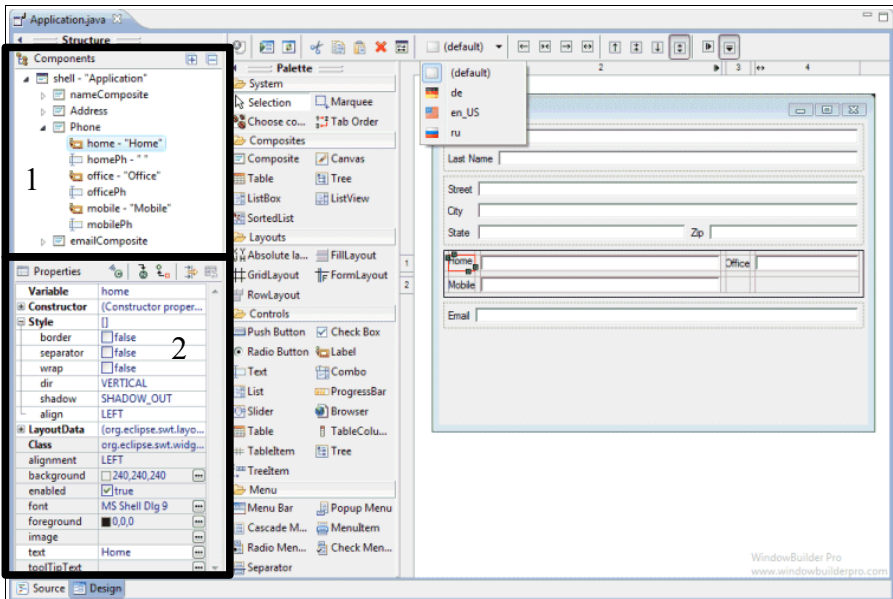 Application.java
Structure
Components
shell - "Application"
nameComposite
Address
Phone
home - "Home"
homePh - " "
office - "Office"
officePh
mobile - "Mobile"
mobilePh
emailComposite
1
Properties
Variable home
Constructor (Constructor proper...
Style []
border false
separator false
wrap false
dir VERTICAL
shadow SHADOW_OUT
align LEFT
LayoutData (org.eclipse.swt.layo...
Class org.eclipse.swt.widg...
alignment LEFT
background 240,240,240
enabled true
font MS Shell Dlg 9
foreground 0,0,0
image
text Home
toolTipText
2
Source Design
Palette
System
Selection Marquee
Choose co... Tab Order
Composites
Composite Canvas
Table Tree
ListBox ListView
SortedList
Layouts
Absolute la... FillLayout
GridLayout FormLayout
RowLayout
Controls
Push Button Check Box
Radio Button Label
Text Combo
List ProgressBar
Slider Browser
Table TableColu...
TableItem Tree
TreeItem
Menu
Menu Bar Popup Menu
Cascade M... MenuItem
Radio Men... Check Men...
Separator
(default)
(default)
de
en_US
ru
2 3 4
1
2
Last Name
Street
City
State Zip
Home Office
Mobile
Email
WindowBuilder Pro
www.windowbuilderpro.com